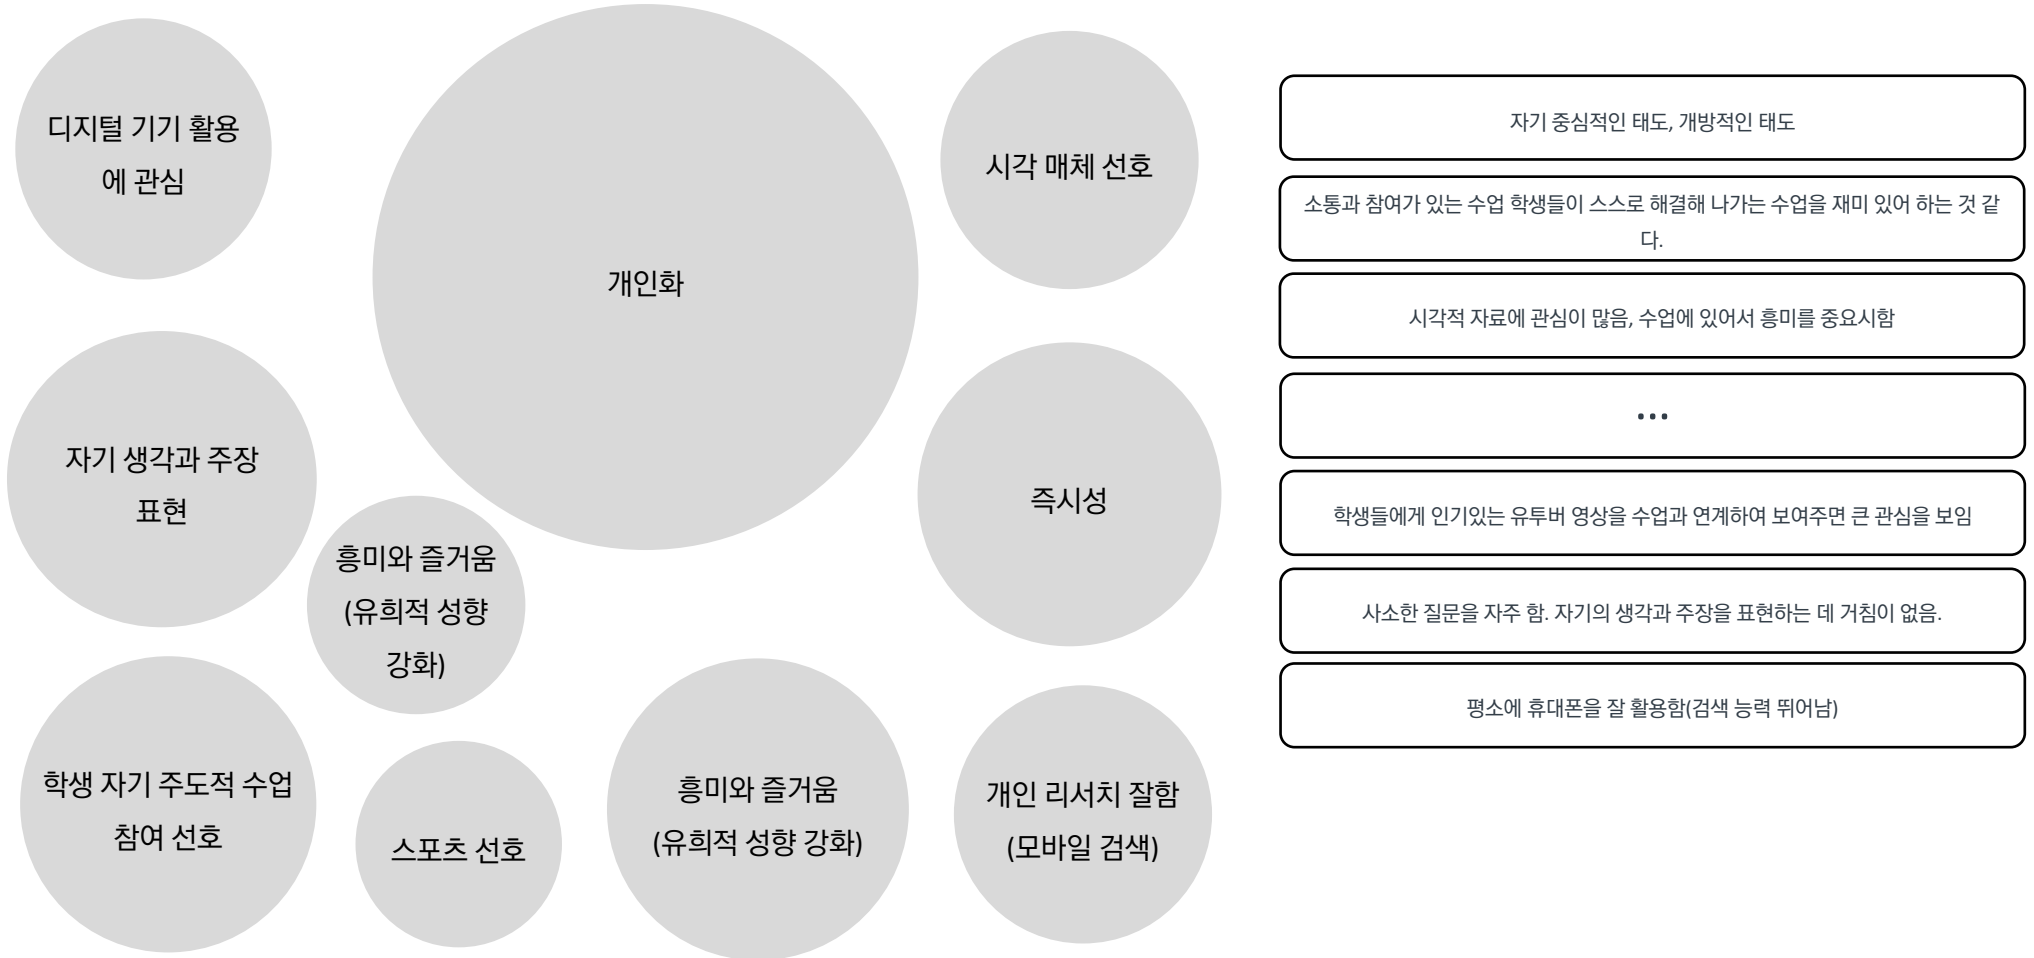 디지털 기기 활용
에 관심
개인화
시각 매체 선호
자기 생각과 주장
표현
즉시성
흥미와 즐거움
(유희적 성향
강화)
학생 자기 주도적 수업
참여 선호
스포츠 선호
흥미와 즐거움
(유희적 성향 강화)
개인 리서치 잘함
(모바일 검색)
자기 중심적인 태도, 개방적인 태도
소통과 참여가 있는 수업 학생들이 스스로 해결해 나가는 수업을 재미 있어 하는 것 같
다.
시각적 자료에 관심이 많음, 수업에 있어서 흥미를 중요시함
...
학생들에게 인기있는 유투버 영상을 수업과 연계하여 보여주면 큰 관심을 보임
사소한 질문을 자주 함. 자기의 생각과 주장을 표현하는 데 거침이 없음.
평소에 휴대폰을 잘 활용함(검색 능력 뛰어남)